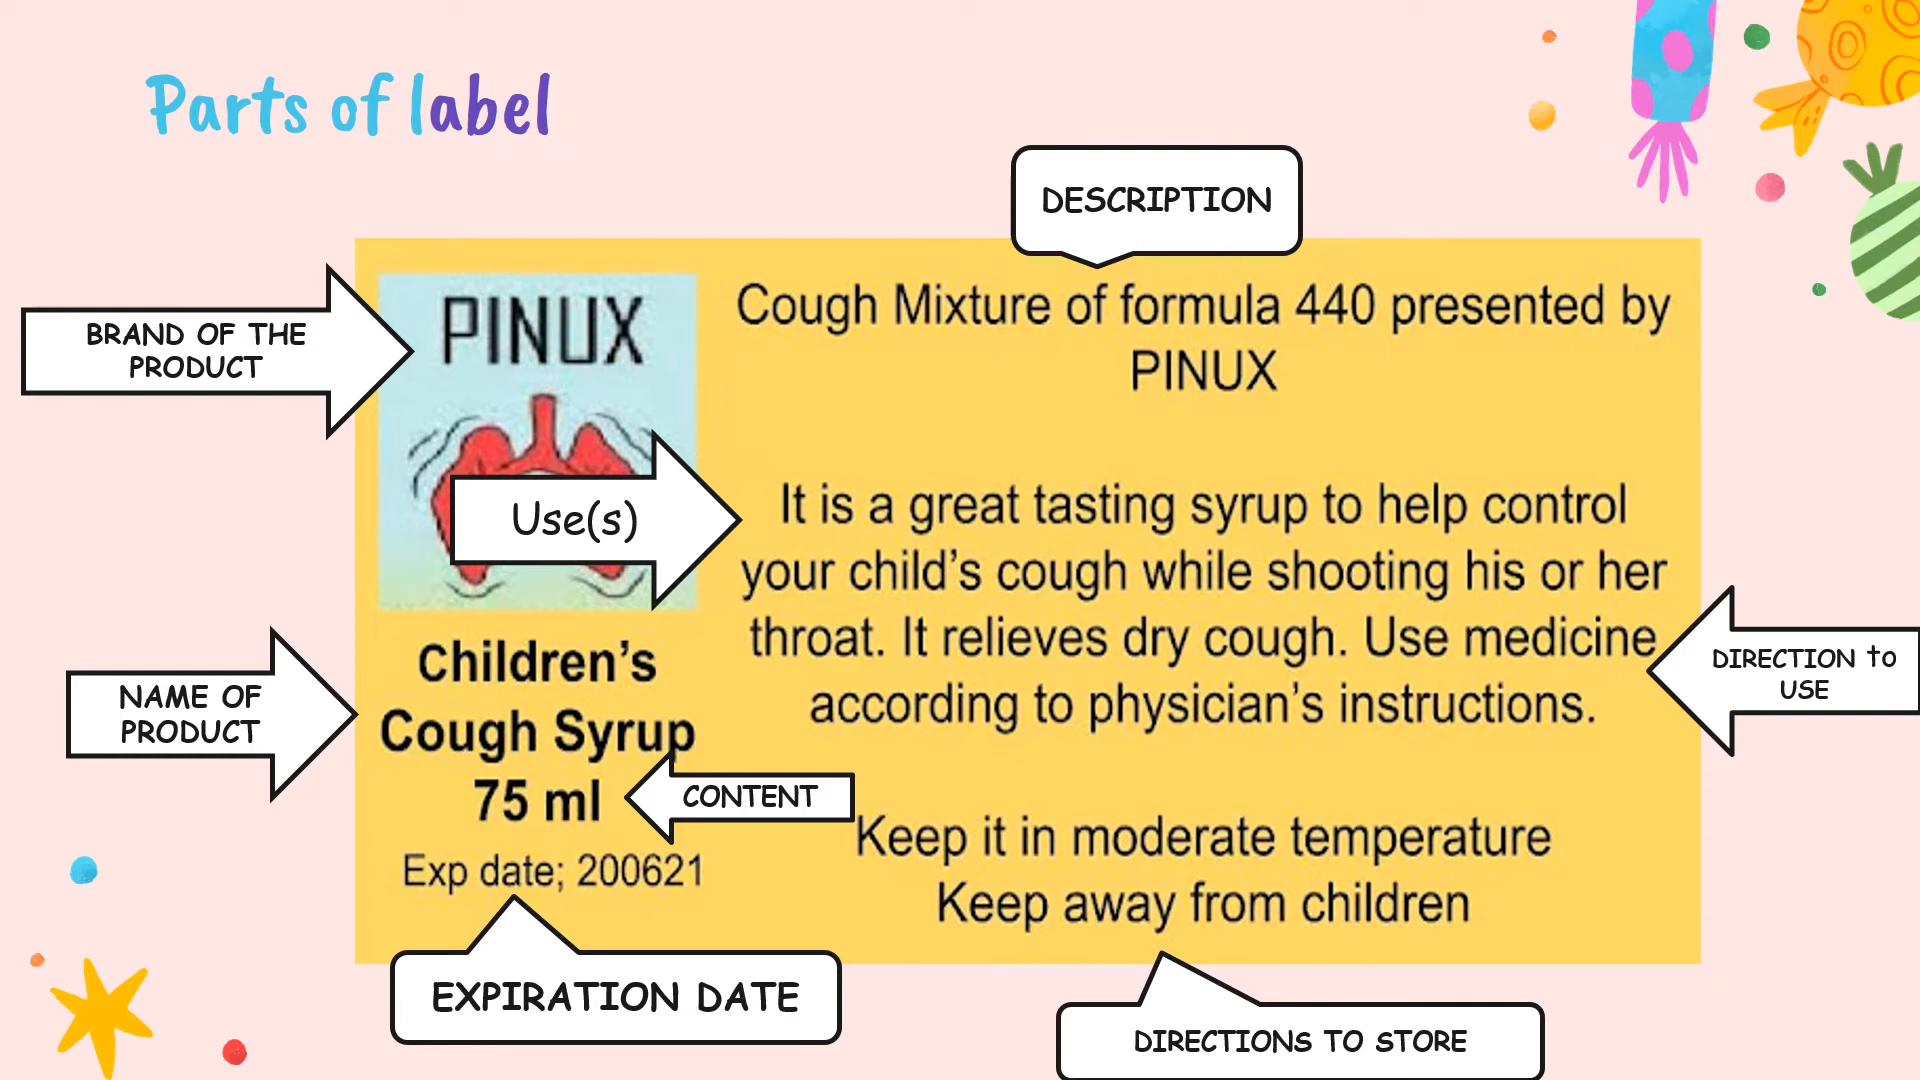 Parts of label
DESCRIPTION
BRAND OF THE
PRODUCT
PINUX
Cough Mixture of formula 440 presented by
PINUX
Use(s)
It is a great tasting syrup to help control
your child's cough while shooting his or her
throat. It relieves dry cough. Use medicine
according to physician's instructions.
DIRECTION to
USE
NAME OF
PRODUCT
Children's
Cough Syrup
75 ml
CONTENT
Exp date; 200621
Keep it in moderate temperature
Keep away from children
EXPIRATION DATE
DIRECTIONS TO STORE